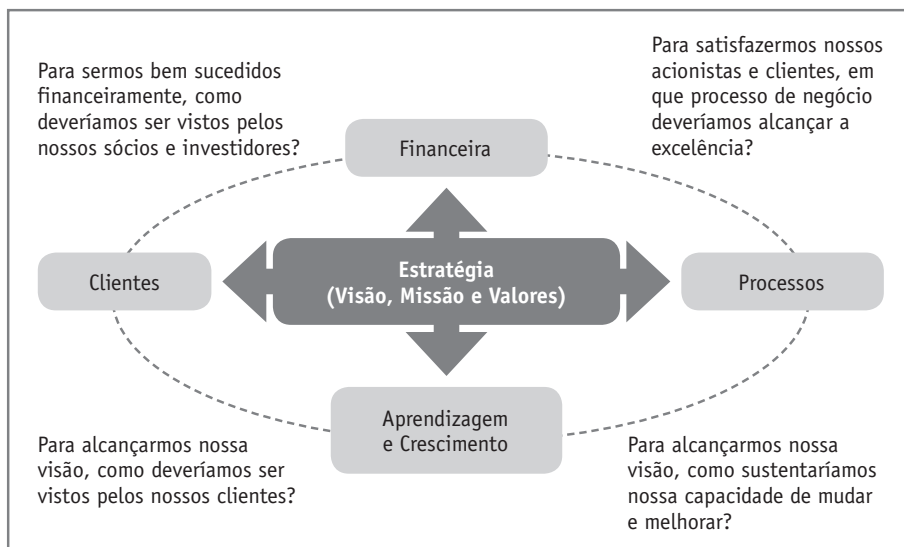 Para sermos bem sucedidos
financeiramente, como
deveríamos ser vistos pelos
nossos sócios e investidores?
Para satisfazermos nossos
acionistas e clientes, em
que processo de negócio
deveríamos alcançar a
excelência?
Financeira
Clientes
Estratégia
(Visão, Missão e Valores)
Processos
Aprendizagem
e Crescimento
Para alcançarmos nossa
visão, como deveríamos ser
vistos pelos nossos clientes?
Para alcançarmos nossa
visão, como sustentaríamos
nossa capacidade de mudar
e melhorar?